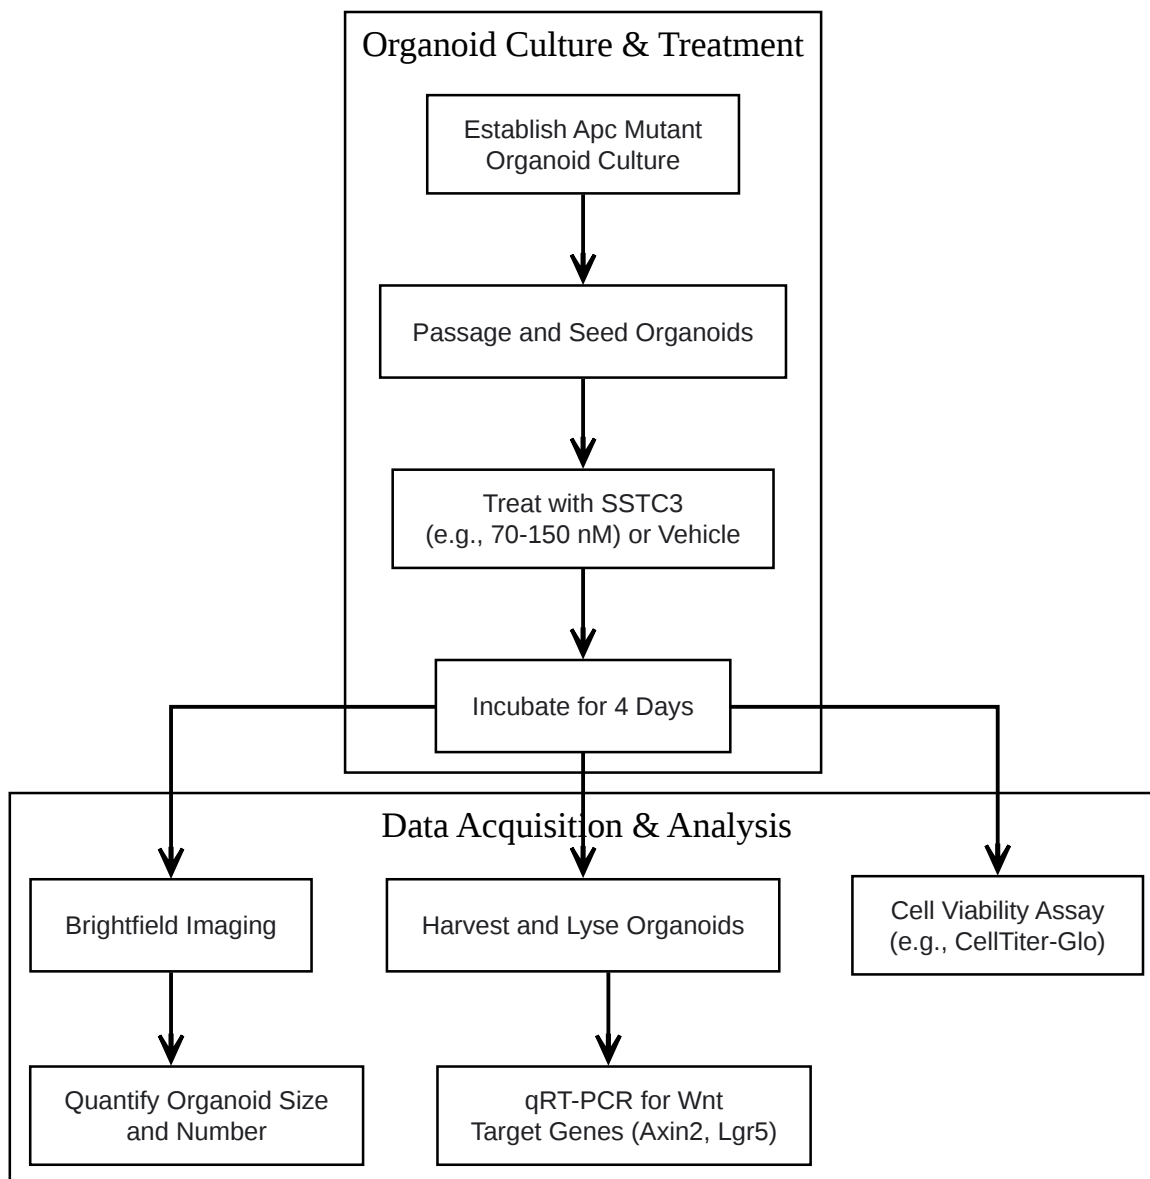 Organoid Culture & Treatment
Establish Apc Mutant
Organoid Culture
Passage and Seed Organoids
Treat with SSTC3
(e.g., 70-150 nM) or Vehicle
Incubate for 4 Days
Data Acquisition & Analysis
Brightfield Imaging
Harvest and Lyse Organoids
Cell Viability Assay
(e.g., CellTiter-Glo)
Quantify Organoid Size
and Number
qRT-PCR for Wnt
Target Genes (Axin2, Lgr5)